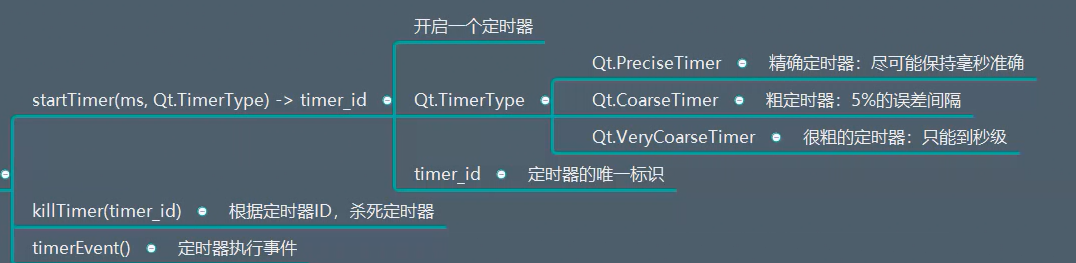 开启一个定时器
Qt.PreciseTimer 精确定时器：尽可能保持毫秒准确
startTimer(ms, Qt.TimerType) -> timer_id Qt.TimerType Qt.CoarseTimer 粗定时器：5%的误差间隔
Qt.VeryCoarseTimer 很粗的定时器：只能到秒级
timer_id 定时器的唯一标识
killTimer(timer_id) 根据定时器ID，杀死定时器
timerEvent() 定时器执行事件